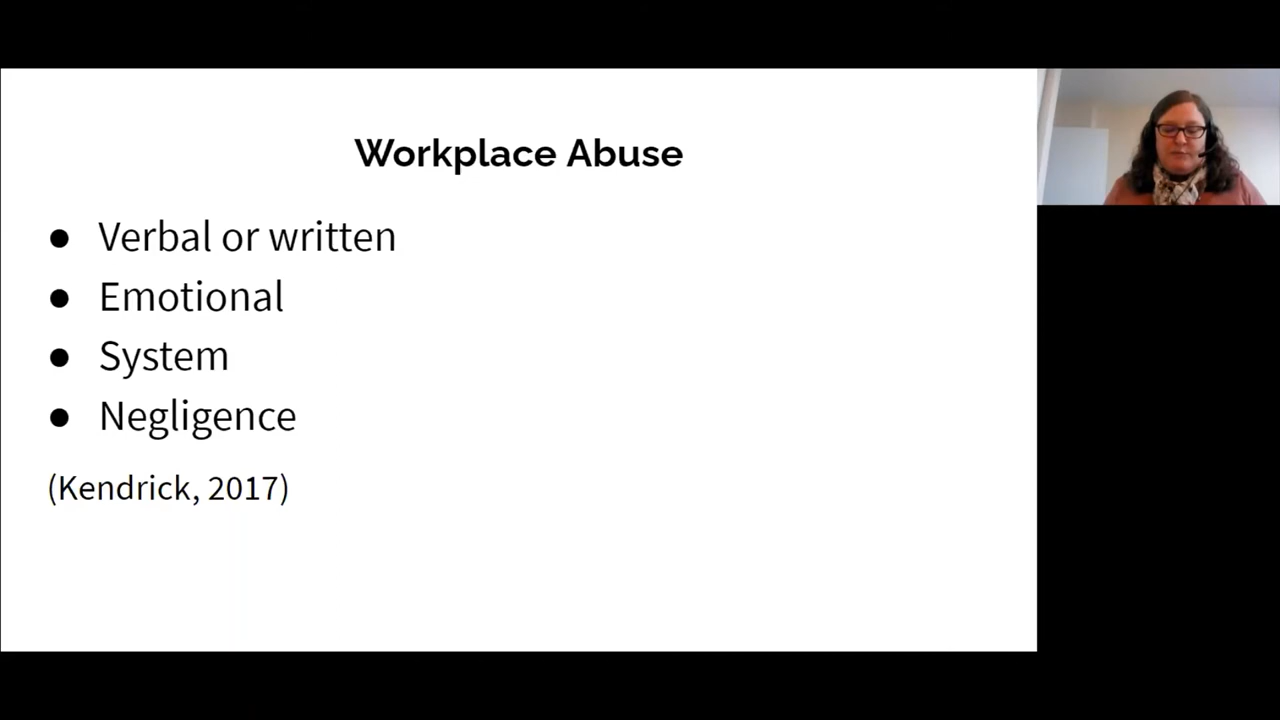 Workplace Abuse
● Verbal or written
● Emotional
● System
● Negligence
(Kendrick, 2017)